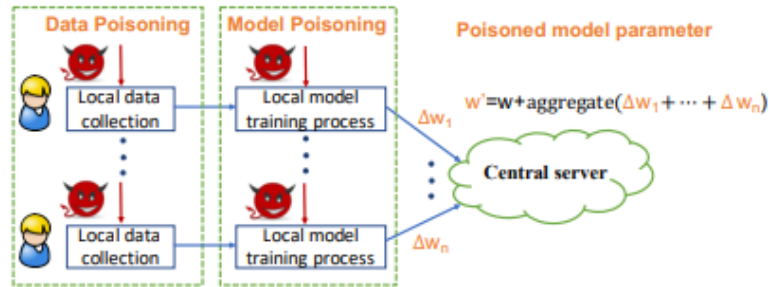 Data Poisoning
Model Poisoning
Poisoned model parameter
Local data
collection
Local model
training process
Δw₁
w'=w+aggregate(Δw₁+ ··· + Δ wₙ)
Central server
Local data
collection
Local model
training process
Δwₙ